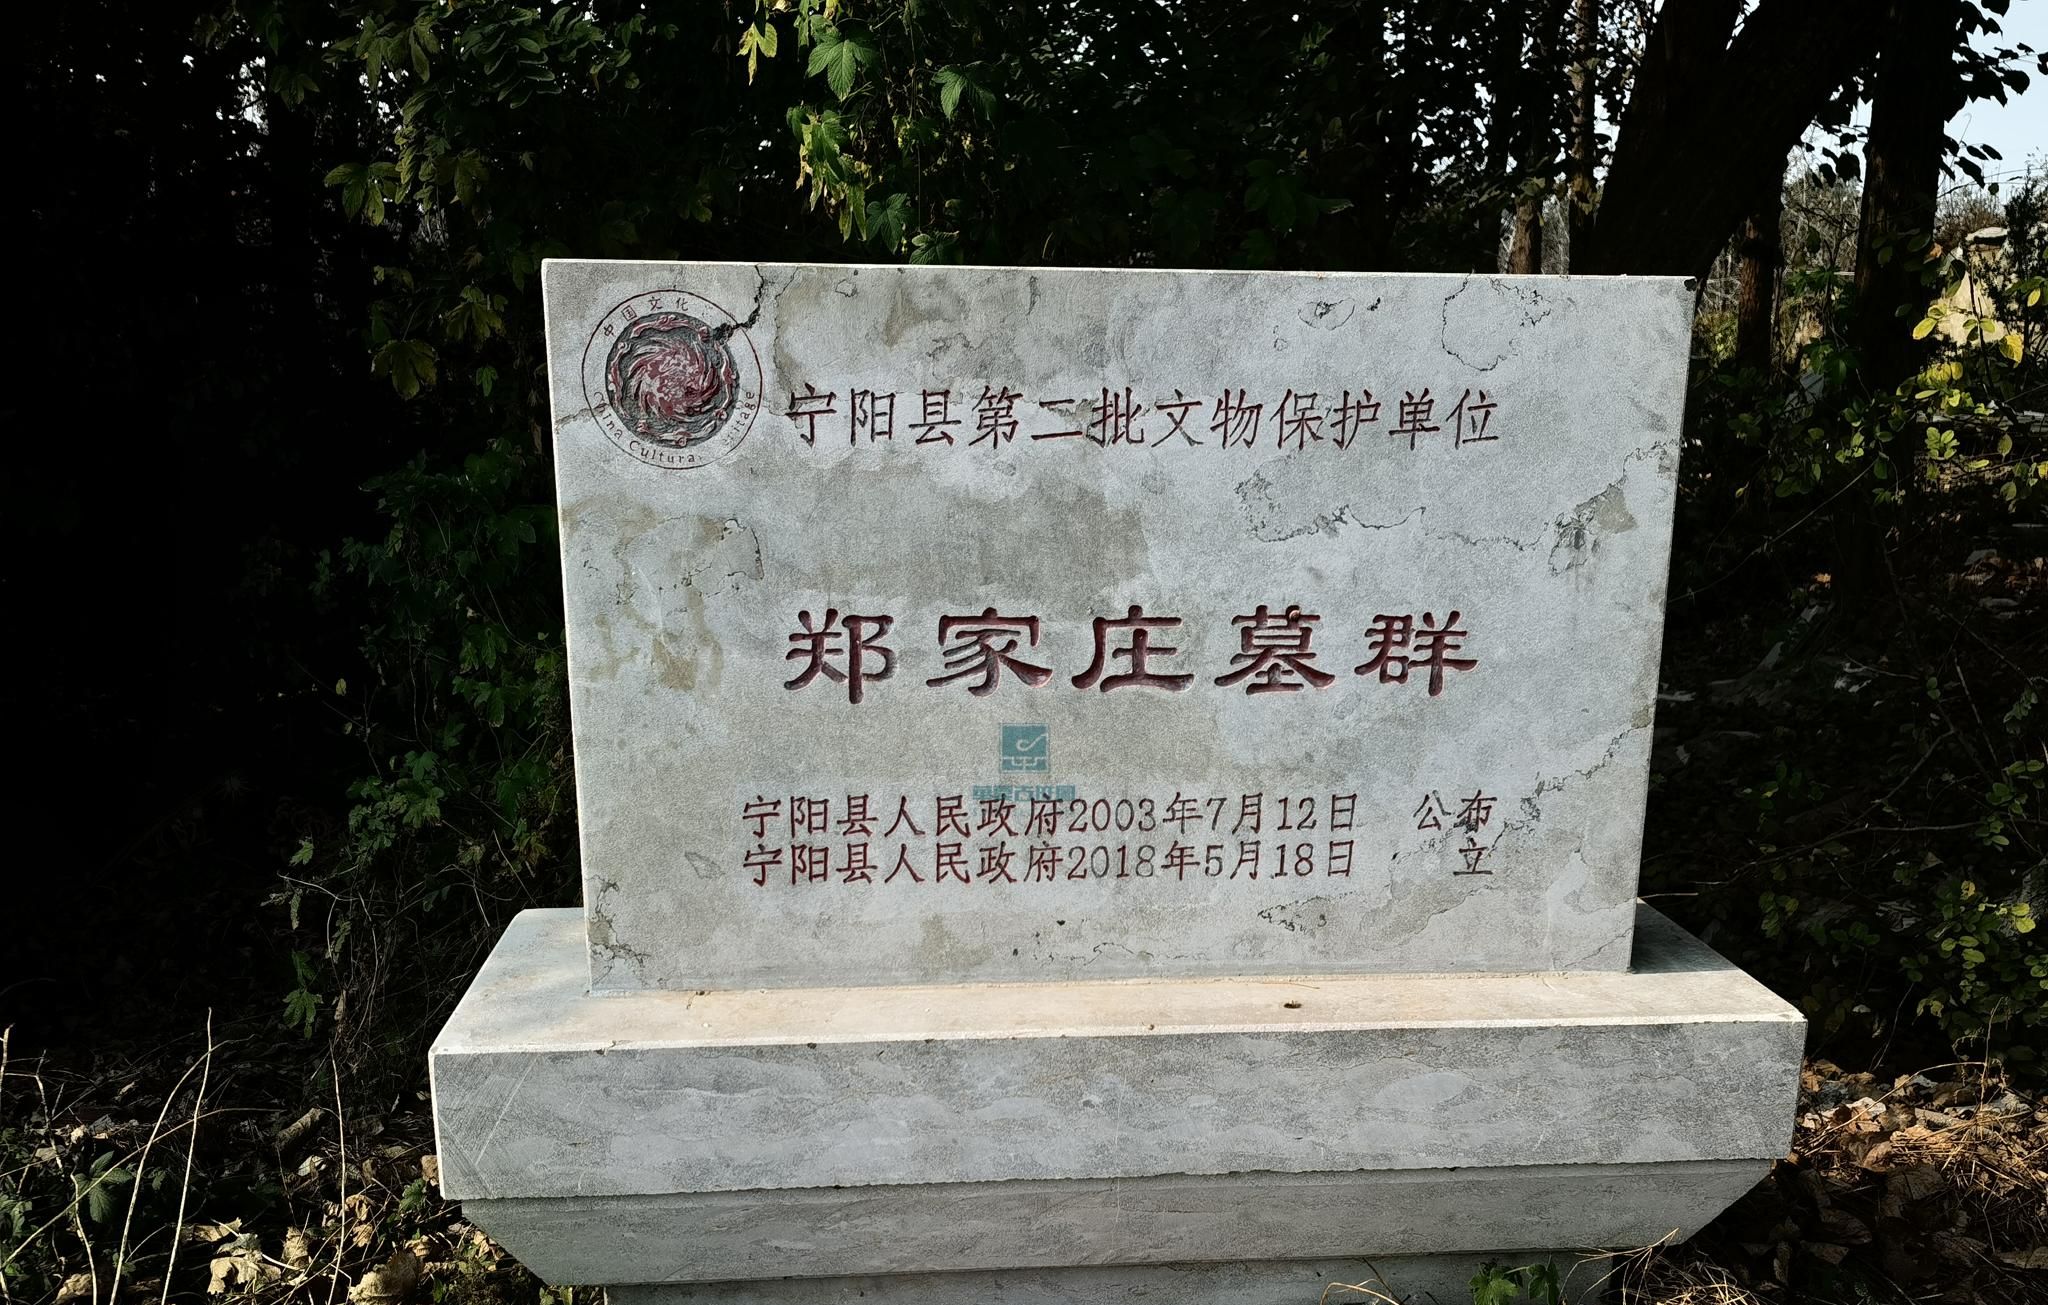 中国文化
China Cultura
宁阳县第二批文物保护单位
郑家庄墓群
宁阳县人民政府2003年7月12日 公布
宁阳县人民政府2018年5月18日 立